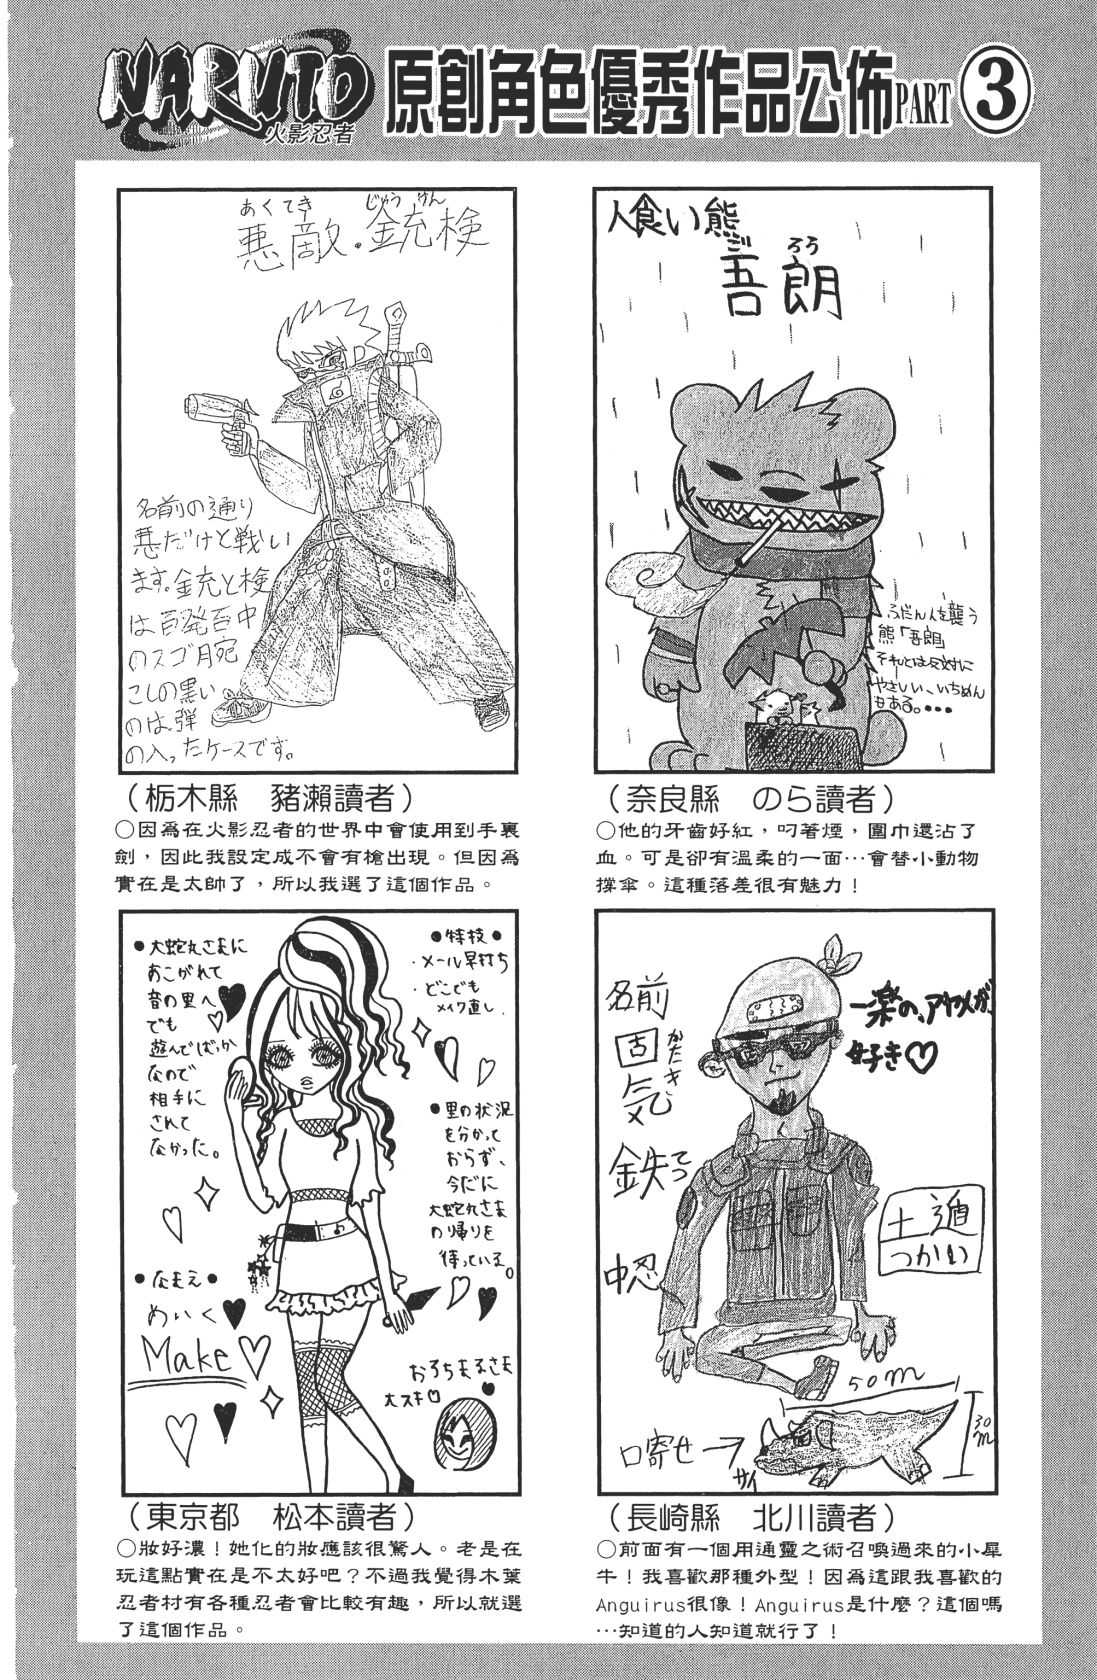 NARUTO
火影忍者
原創角色優秀作品公佈PART③
あくてき じゅうけん
悪敵・銃検
名前の通り
悪だけと戦い
ます。銃と検
は百発百中
のスゴ腕
こしの黒い
のは、弾
の入ったケースです。
(栃木縣 豬瀨讀者)
○因為在火影忍者的世界中會使用到手裏
劍，因此我設定成不會有槍出現。但因為
實在是太帥了，所以我選了這個作品。
人食い熊
ご ろう
吾朗
ふだん人を襲う
熊「吾朗」
それとは反対に
やさしい、いちめん
もある。・・・
(奈良縣 のら讀者)
○他的牙齒好紅，叼著煙，圍巾還沾了
血。可是卻有溫柔的一面…會替小動物
撐傘。這種落差很有魅力！
●大蛇丸さまに
あこがれて
音の里へ
でも
遊んでばっか
なので
相手に
されて
なかった。
●なまえ●
めいく
Make
●特技●
・メール早打ち
・どこでも
メイク直し
●里の状況
を分かって
おらず、
今だに
大蛇丸さま
の帰りを
待っている。
おろちまるさま
大スキ♡
(東京都 松本讀者)
○妝好濃！她化的妝應該很驚人。老是在
玩這點實在是不太好吧？不過我覺得木葉
忍者村有各種忍者會比較有趣，所以就選
了這個作品。
名前
固気 かたき
鉄 てつ
中忍
一楽の、アヤメが
好き♡
土遁
つかい
50m
30m
口寄せ→
サイ
(長崎縣 北川讀者)
○前面有一個用通靈之術召喚過來的小犀
牛！我喜歡那種外型！因為這跟我喜歡的
Anguirus很像！Anguirus是什麼？這個嗎
…知道的人知道就行了！